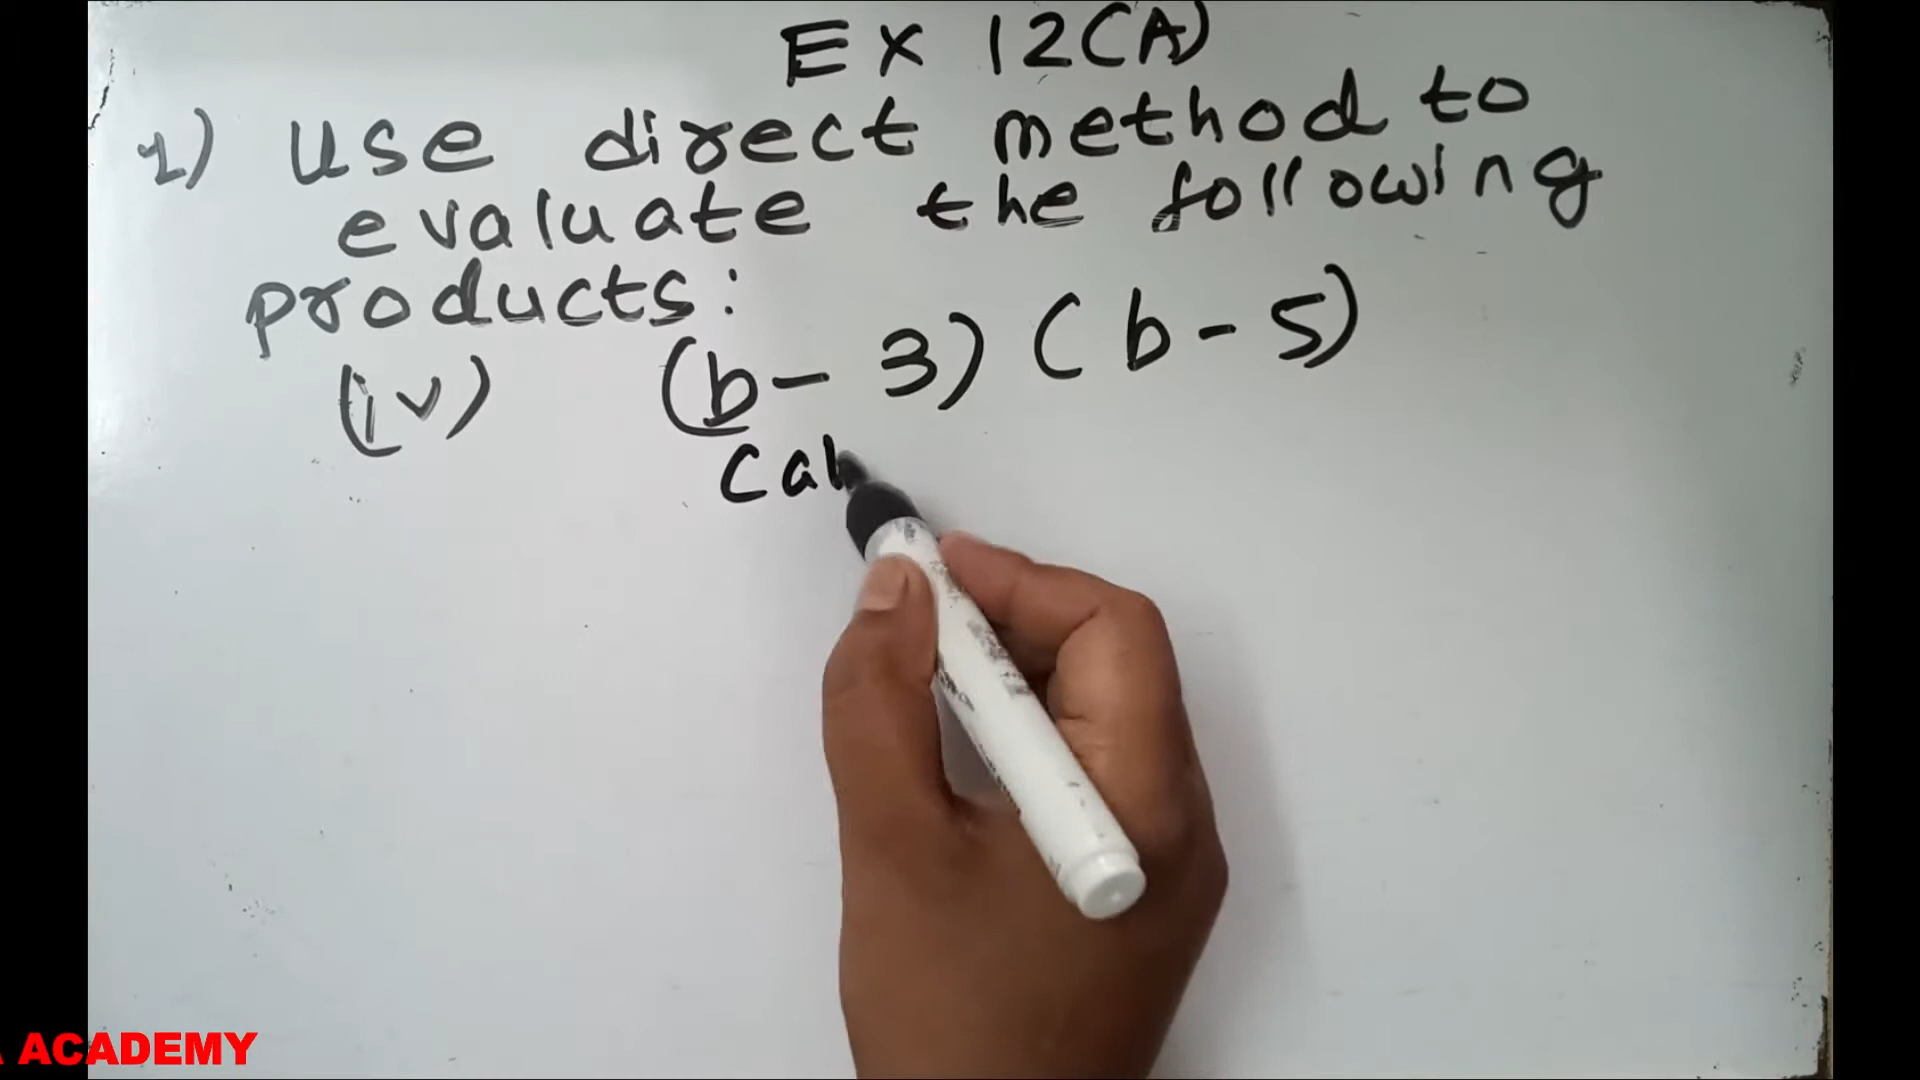 EX 12(A)
1) Use direct method to
evaluate the following
products:
(iv) (b- 3) (b - 5)
ACADEMY